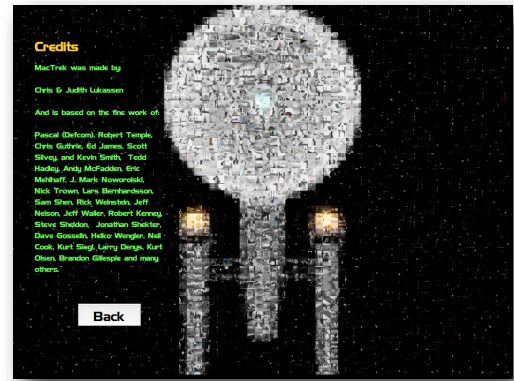 Credits
MacTrek was made by:
Chris & Judith Lukassen
And is based on the fine work of:
Pascal (Defcom), Robert Temple,
Chris Guthrie, Ed James, Scott
Silvey, and Kevin Smith, Tedd
Hadley, Andy McFadden, Eric
Mehlhaff, J. Mark Noworolski,
Nick Trown, Lars Bernhardsson,
Sam Shen, Rick Weinstein, Jeff
Nelson, Jeff Waller, Robert Kenney,
Steve Sheldon, Jonathan Shekter,
Dave Gosselin, Heiko Wengler, Neil
Cook, Kurt Siegl, Larry Denys, Kurt
Olsen, Brandon Gillespie and many
others.
Back